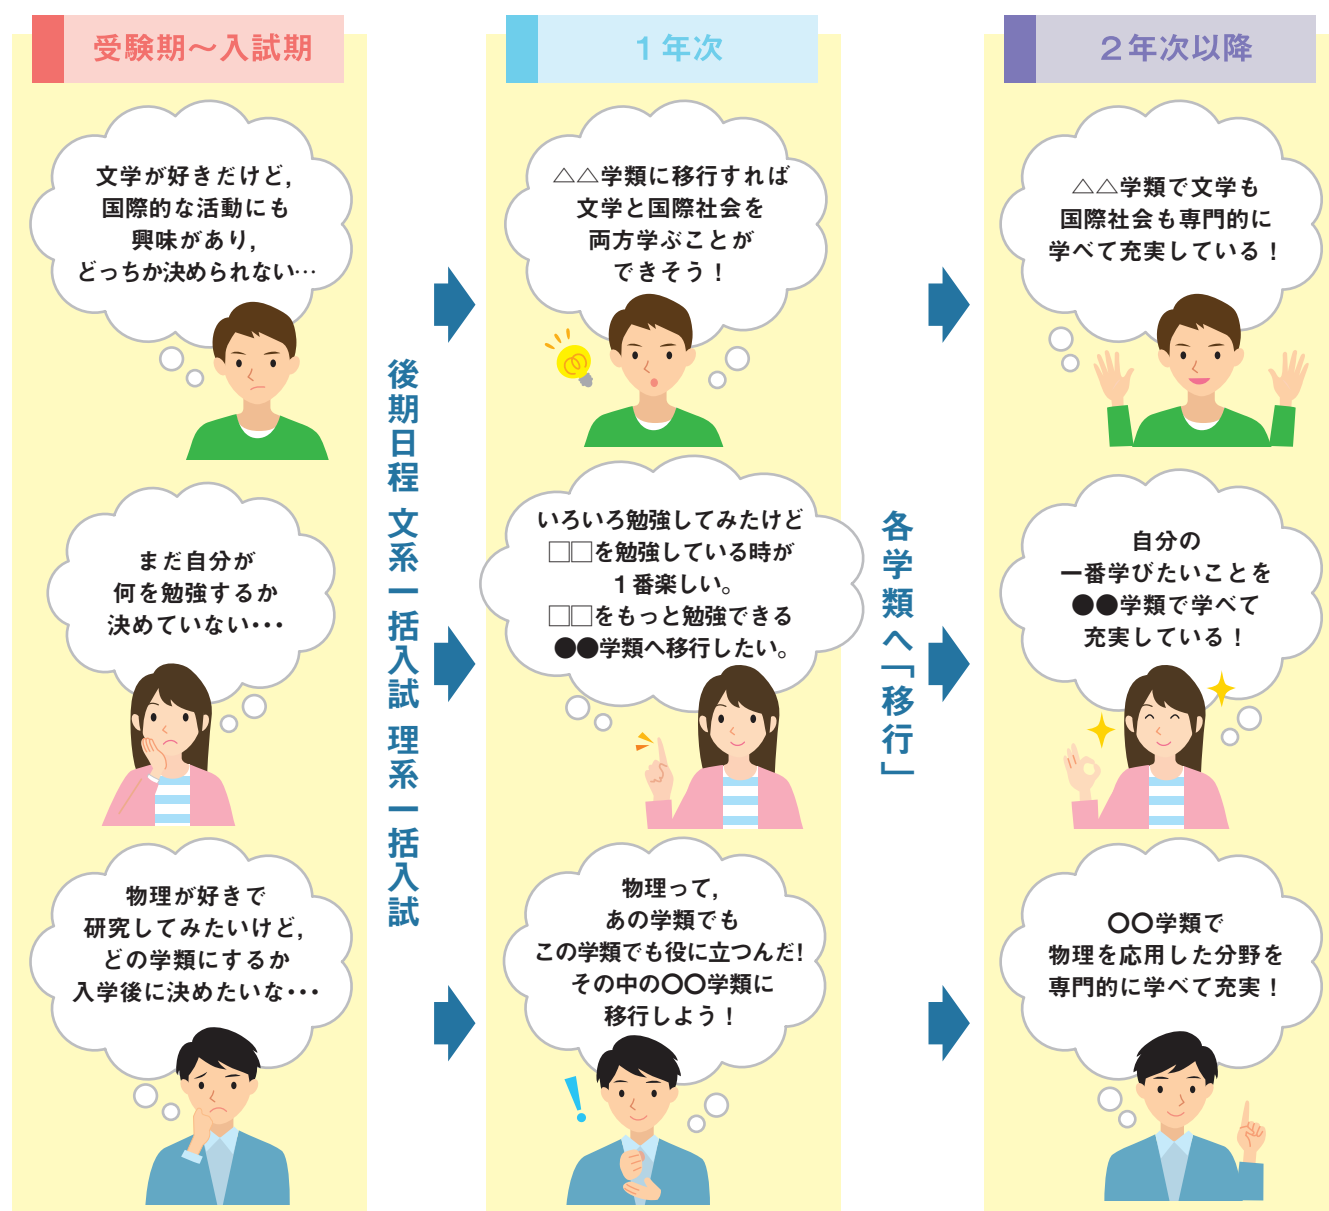 受験期～入試期
文学が好きだけど，
国際的な活動にも
興味があり，
どっちか決められない…
まだ自分が
何を勉強するか
決めていない・・・
物理が好きで
研究してみたいけど，
どの学類にするか
入学後に決めたいな・・・
後期日程 文系一括入試 理系一括入試
1年次
△△学類に移行すれば
文学と国際社会を
両方学ぶことが
できそう！
いろいろ勉強してみたけど
□□を勉強している時が
1番楽しい。
□□をもっと勉強できる
●●学類へ移行したい。
物理って，
あの学類でも
この学類でも役に立つんだ！
その中の〇〇学類に
移行しよう！
各学類へ「移行」
2年次以降
△△学類で文学も
国際社会も専門的に
学べて充実している！
自分の
一番学びたいことを
●●学類で学べて
充実している！
〇〇学類で
物理を応用した分野を
専門的に学べて充実！